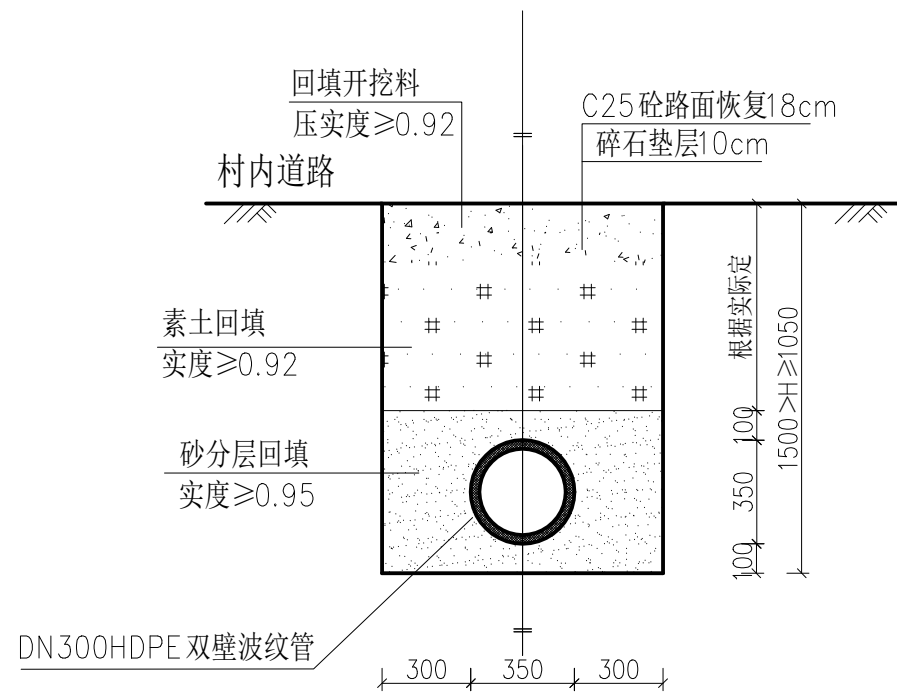 回填开挖料
压实度≥0.92
C25砼路面恢复18cm
碎石垫层10cm
村内道路
素土回填
实度≥0.92
砂分层回填
实度≥0.95
DN300HDPE双壁波纹管
根据实际定
100
350
100
1500>H≥1050
300
350
300